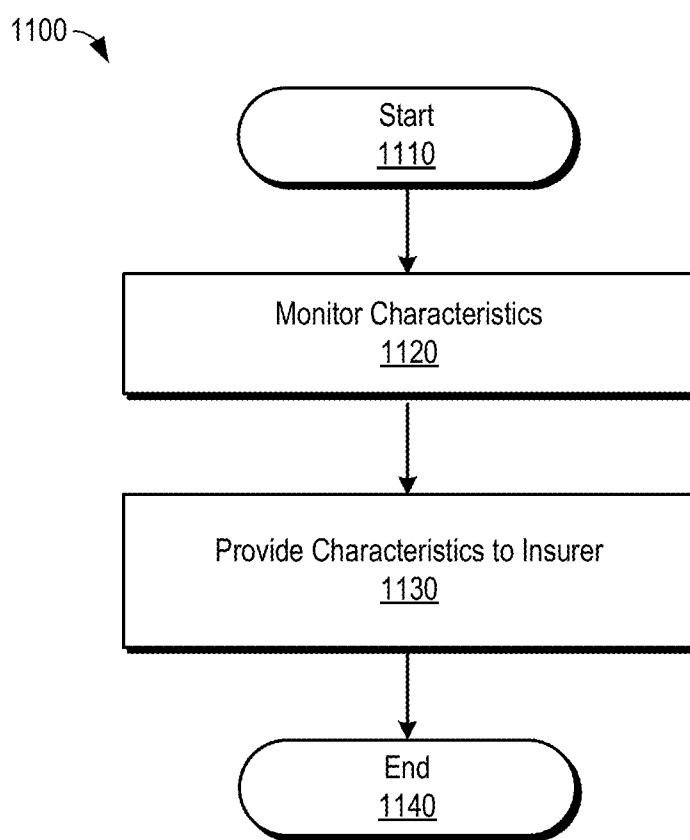 1100
Start
1110
Monitor Characteristics
1120
Provide Characteristics to Insurer
1130
End
1140